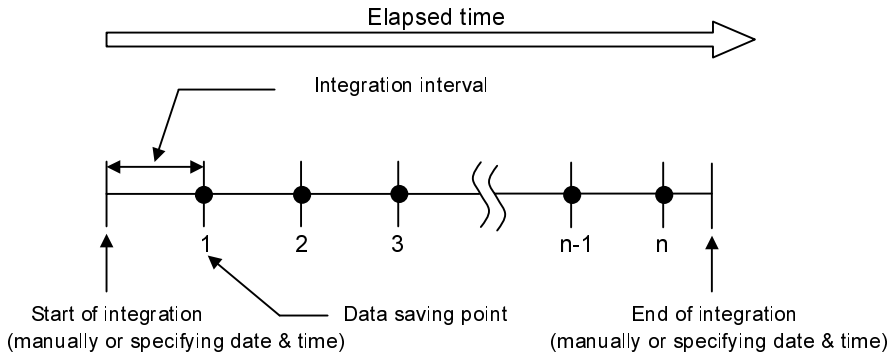 Elapsed time
Integration interval
1 2 3 n-1 n
Start of integration
(manually or specifying date & time)
Data saving point
End of integration
(manually or specifying date & time)